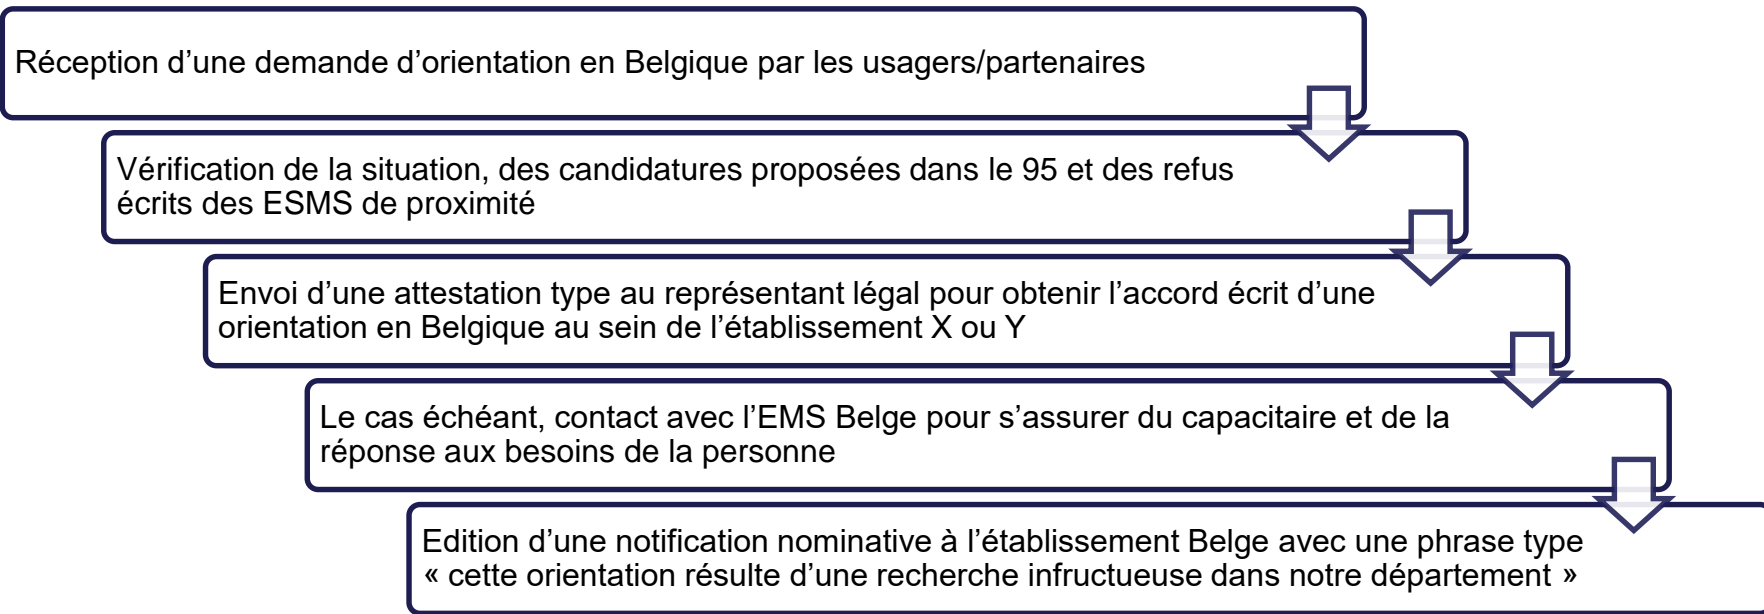 Réception d’une demande d’orientation en Belgique par les usagers/partenaires
Vérification de la situation, des candidatures proposées dans le 95 et des refus
écrits des ESMS de proximité
Envoi d’une attestation type au représentant légal pour obtenir l’accord écrit d’une
orientation en Belgique au sein de l’établissement X ou Y
Le cas échéant, contact avec l’EMS Belge pour s’assurer du capacitaire et de la
réponse aux besoins de la personne
Edition d’une notification nominative à l’établissement Belge avec une phrase type
« cette orientation résulte d’une recherche infructueuse dans notre département »